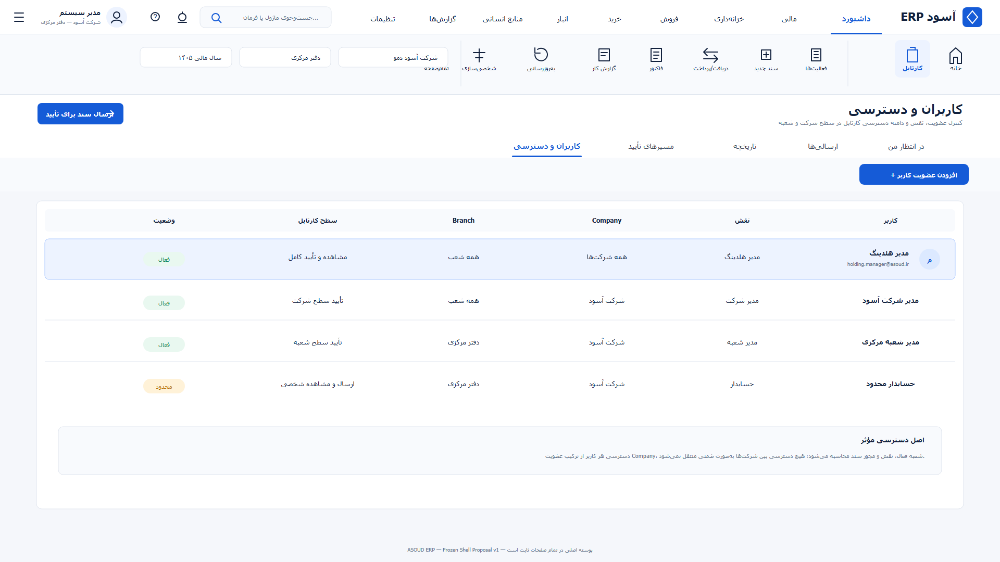 آسود ERP
داشبورد
مالی
خزانه‌داری
فروش
خرید
انبار
منابع انسانی
گزارش‌ها
تنظیمات
جست‌وجوی ماژول یا فرمان...
?
مدیر سیستم
شرکت آسود — دفتر مرکزی
خانه
کارتابل
فعالیت‌ها
سند جدید
دریافت/پرداخت
فاکتور
گزارش کار
به‌روزرسانی
شخصی‌سازی
تمام‌صفحه
شرکت آسود دمو
دفتر مرکزی
سال مالی ۱۴۰۵
کاربران و دسترسی
کنترل عضویت، نقش و دامنه دسترسی کارتابل در سطح شرکت و شعبه
ارسال سند برای تأیید
در انتظار من
ارسالی‌ها
تاریخچه
مسیرهای تأیید
کاربران و دسترسی
افزودن عضویت کاربر +
کاربر نقش Company Branch سطح کارتابل وضعیت
م
مدیر هلدینگ مدیر هلدینگ همه شرکت‌ها همه شعب مشاهده و تأیید کامل فعال
holding.manager@asoud.ir
مدیر شرکت آسود مدیر شرکت شرکت آسود همه شعب تأیید سطح شرکت فعال
مدیر شعبه مرکزی مدیر شعبه شرکت آسود دفتر مرکزی تأیید سطح شعبه فعال
حسابدار محدود حسابدار شرکت آسود دفتر مرکزی ارسال و مشاهده شخصی محدود
اصل دسترسی مؤثر
دسترسی هر کاربر از ترکیب عضویت Company، شعبه فعال، نقش و مجوز سند محاسبه می‌شود؛ هیچ دسترسی بین شرکت‌ها به‌صورت ضمنی منتقل نمی‌شود.
ASOUD ERP — Frozen Shell Proposal v1 — پوسته اصلی در تمام صفحات ثابت است